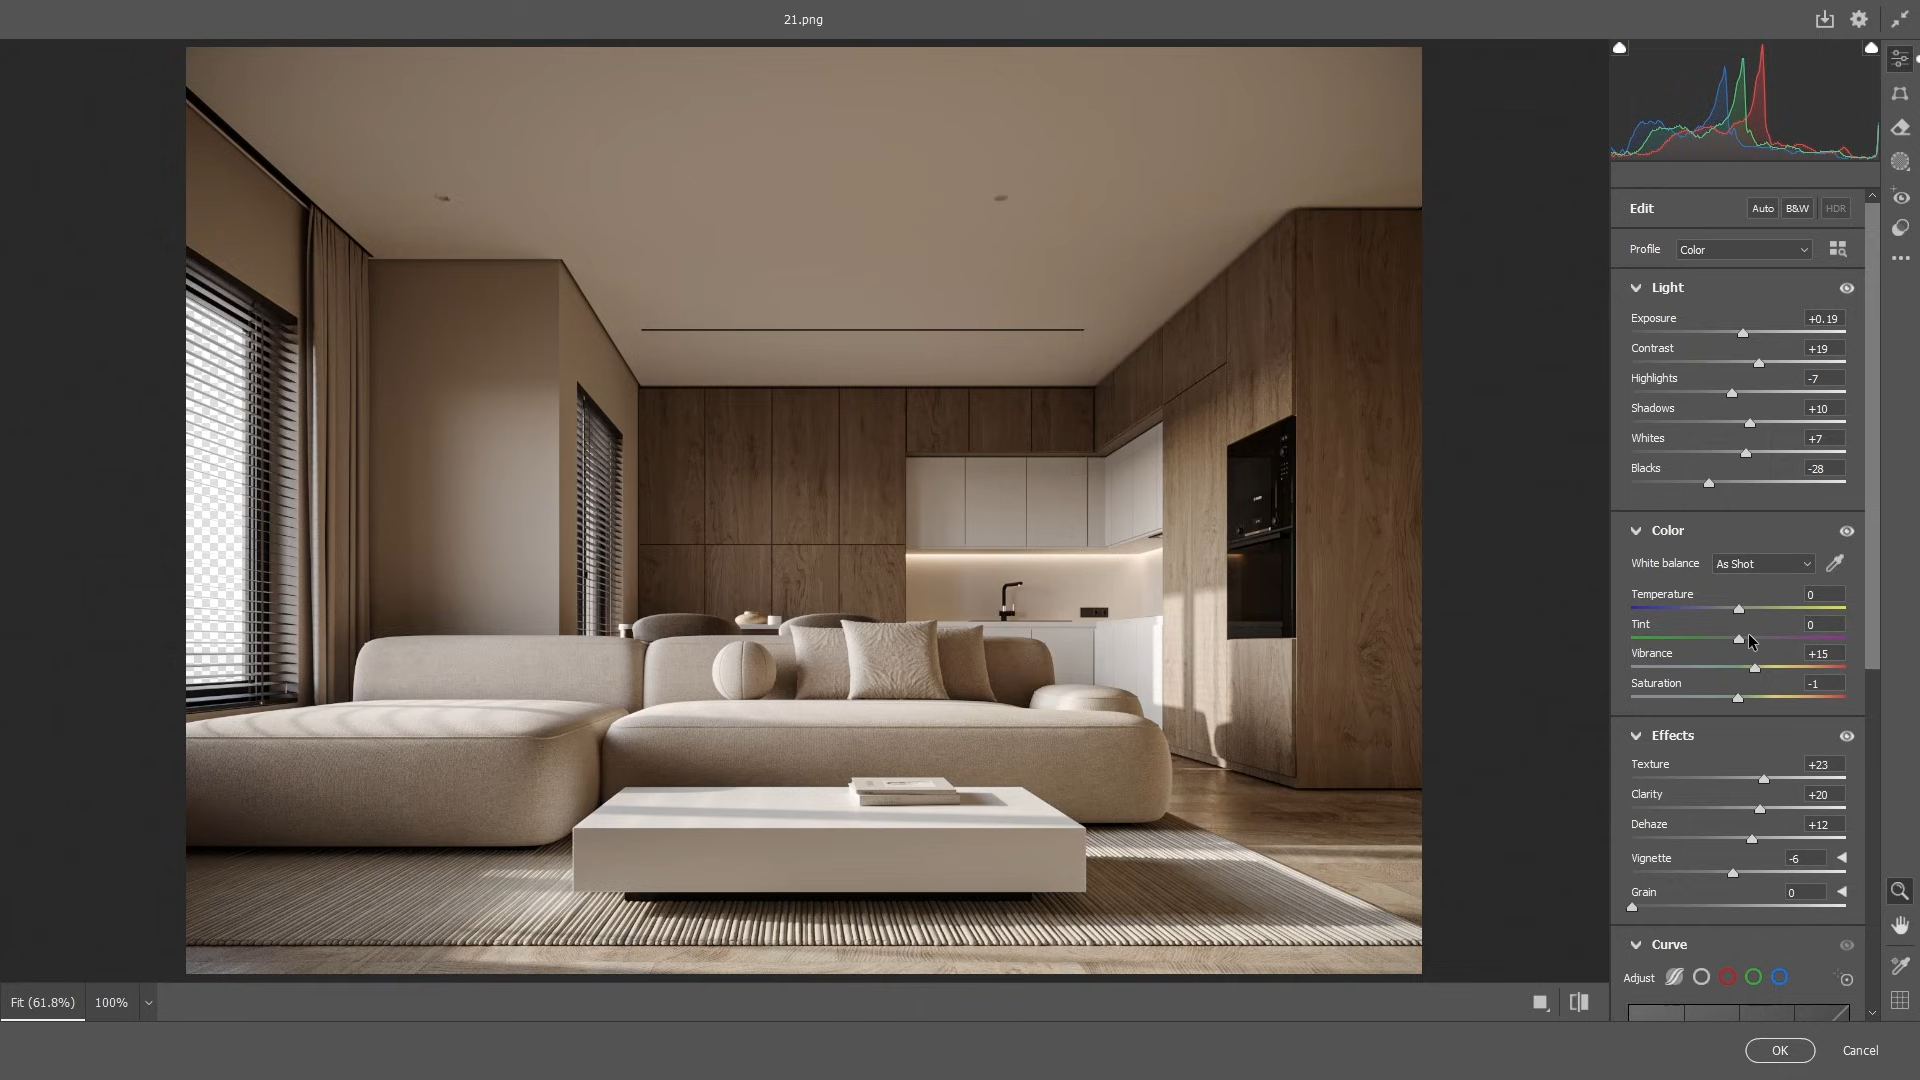 21.png
Edit
Auto
B&W
HDR
Profile
Color
Light
Exposure
+0.19
Contrast
+19
Highlights
-7
Shadows
+10
Whites
+7
Blacks
-28
Color
White balance
As Shot
Temperature
0
Tint
0
Vibrance
+15
Saturation
-1
Effects
Texture
+23
Clarity
+20
Dehaze
+12
Vignette
-6
Grain
0
Curve
Adjust
Fit (61.8%)
100%
OK
Cancel